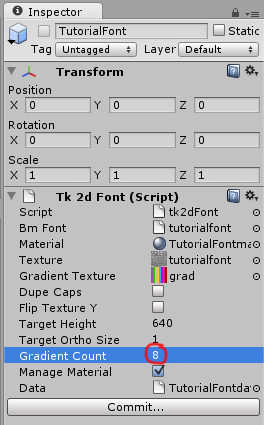 Inspector
TutorialFont Static
Tag Untagged Layer Default
Transform
Position
X 0 Y 0 Z 0
Rotation
X 0 Y 0 Z 0
Scale
X 1 Y 1 Z 1
Tk 2d Font (Script)
Script tk2dFont
Bm Font tutorialfont
Material TutorialFontma
Texture tutorialfont
Gradient Texture grad
Dupe Caps
Flip Texture Y
Target Height 640
Target Ortho Size 1
Gradient Count 8
Manage Material
Data TutorialFontda
Commit...